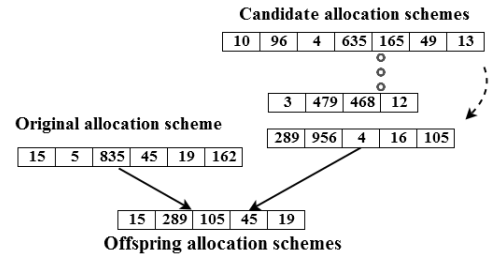 Candidate allocation schemes
10 96 4 635 165 49 13
3 479 468 12
289 956 4 16 105
Original allocation scheme
15 5 835 45 19 162
15 289 105 45 19
Offspring allocation schemes